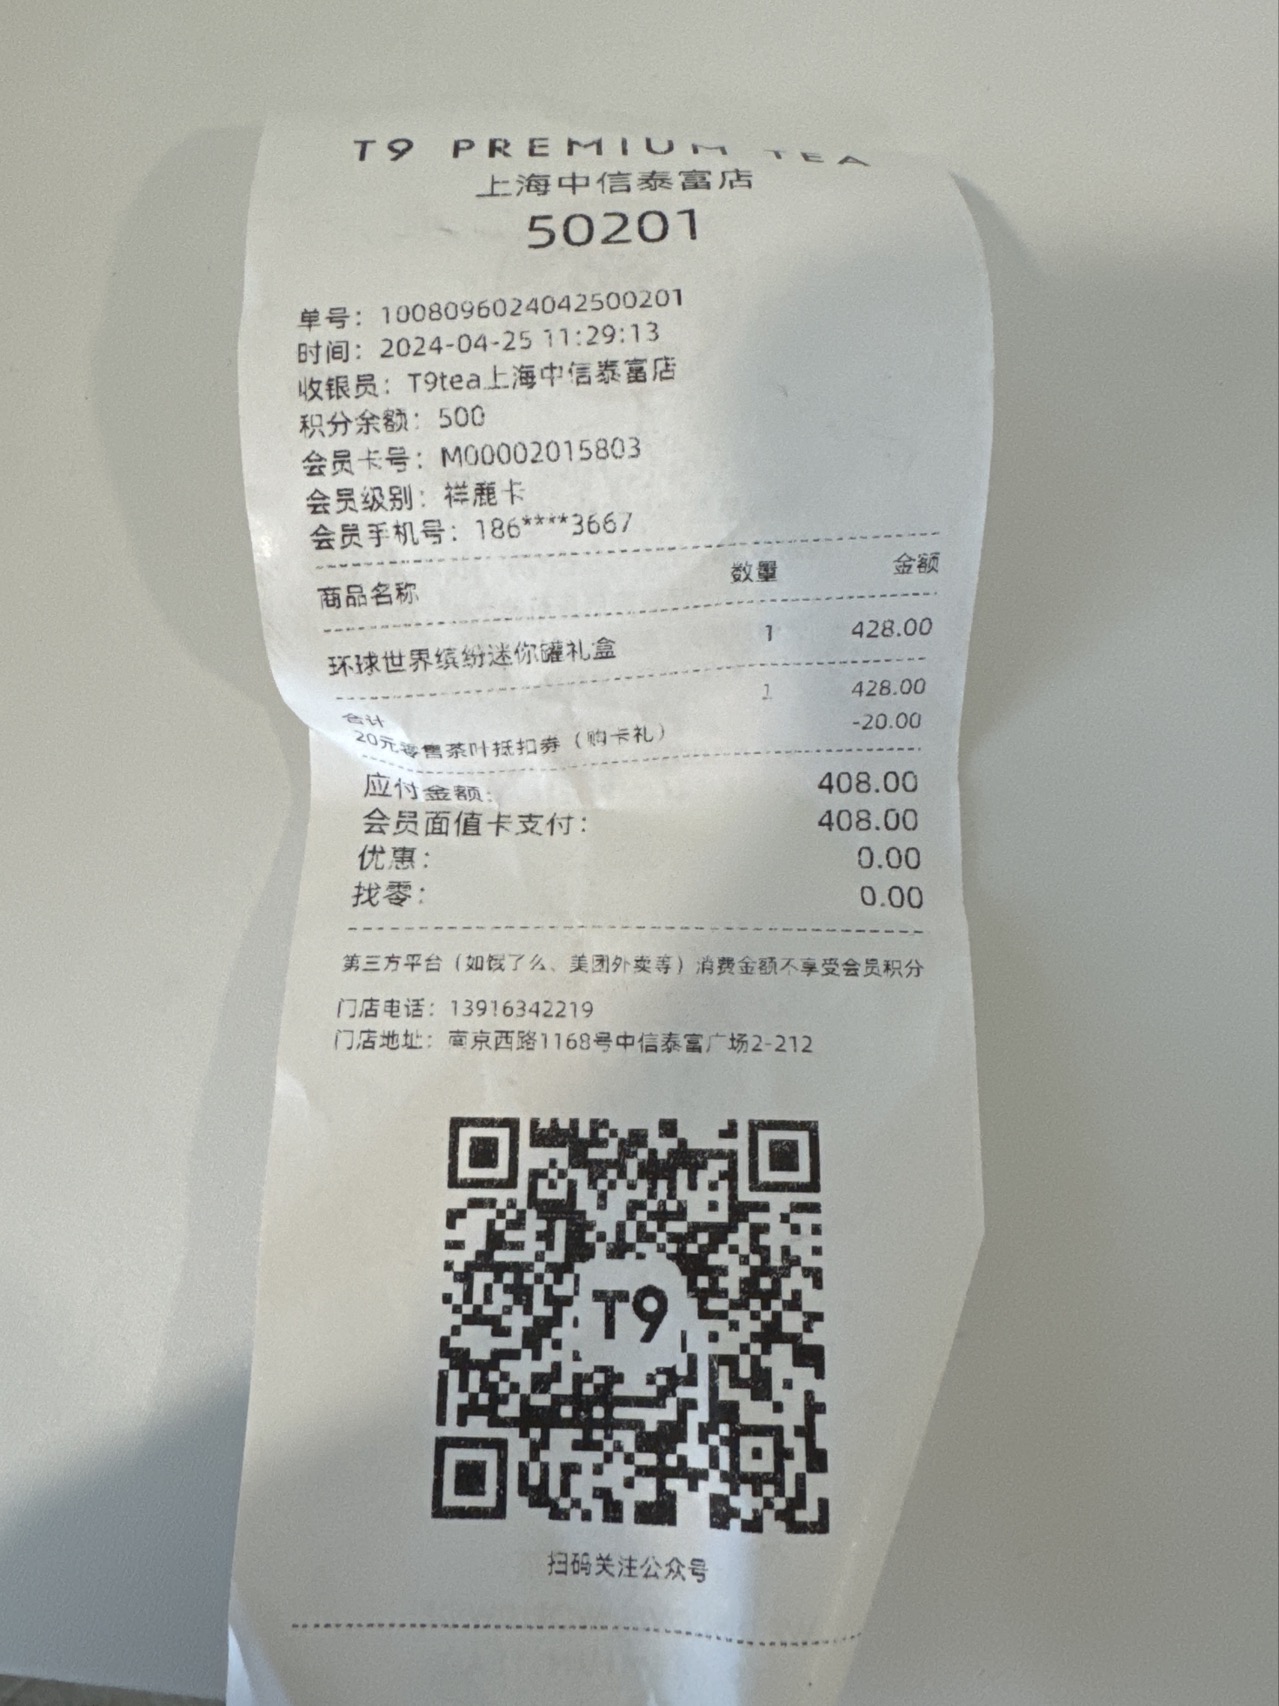 T9 PREMIUM TEA
上海中信泰富店
50201
单号：1008096024042500201
时间：2024-04-25 11:29:13
收银员：T9tea上海中信泰富店
积分余额：500
会员卡号：M00002015803
会员级别：祥鹿卡
会员手机号：186****3667
商品名称 数量 金额
环球世界缤纷迷你罐礼盒 1 428.00
合计 1 428.00
20元零售茶叶抵扣券（购卡礼） -20.00
应付金额： 408.00
会员面值卡支付： 408.00
优惠： 0.00
找零： 0.00
第三方平台（如饿了么、美团外卖等）消费金额不享受会员积分
门店电话：13916342219
门店地址：南京西路1168号中信泰富广场2-212
T9
扫码关注公众号